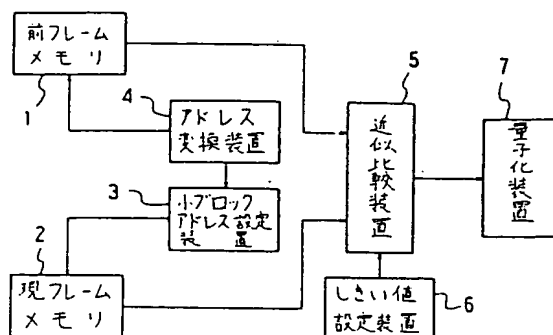 前フレーム
メモリ
1
4
アドレス
変換装置
3
小ブロック
アドレス設定
装置
2
現フレーム
メモリ
5
近似比較装置
しきい値
設定装置
6
7
量子化装置